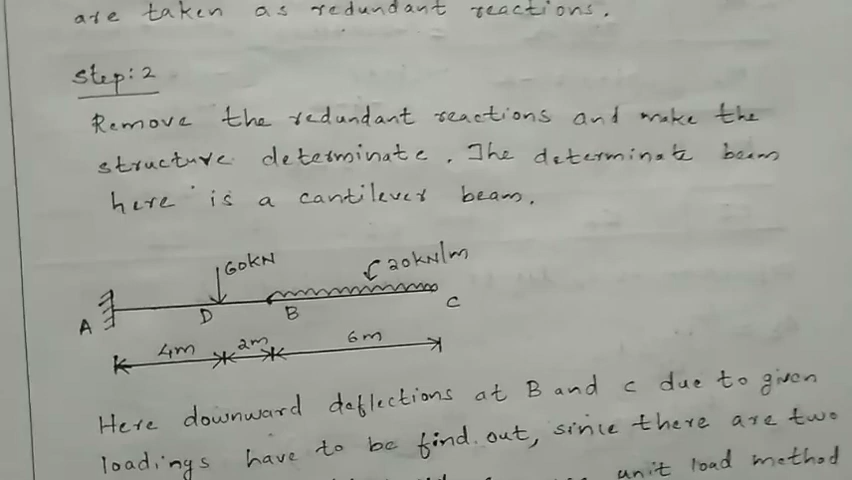 are taken as redundant reactions.
Step:2
Remove the redundant reactions and make the
structure determinate. The determinate beam
here is a cantilever beam.
60kN
20kN/m
A D B C
4m 2m 6m
Here downward deflections at B and C due to given
loadings have to be find out, since there are two
unit load method